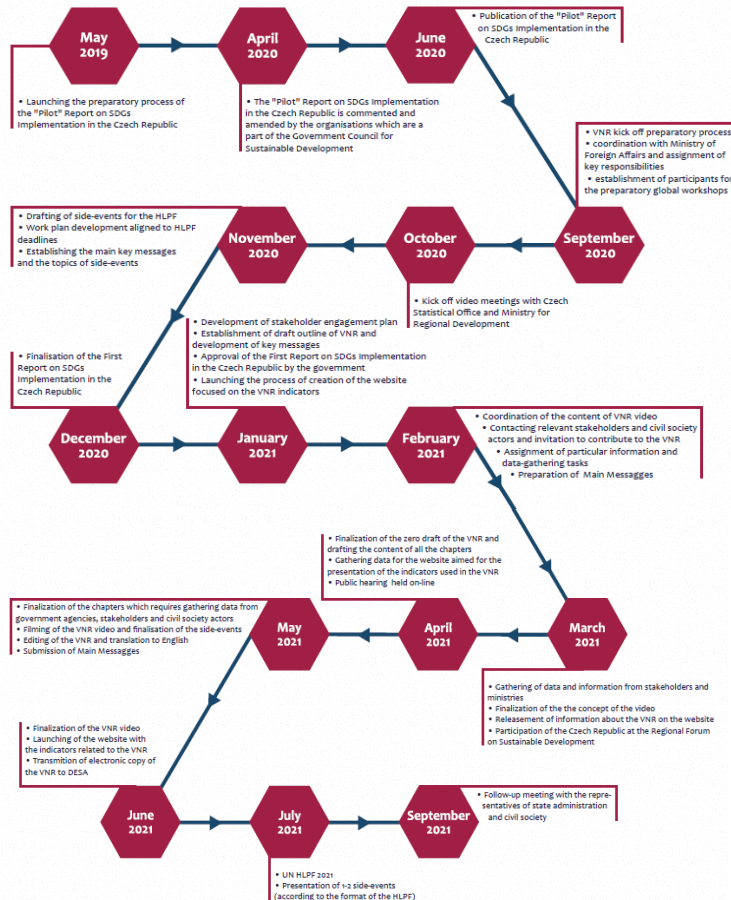 May
2019
April
2020
June
2020
• Publication of the "Pilot" Report
on SDGs Implementation in the
Czech Republic
• Launching the preparatory process of
the "Pilot" Report on SDGs
Implementation in the Czech Republic
• The "Pilot" Report on SDGs Implementation
in the Czech Republic is commented and
amended by the organisations which are a
part of the Government Council for
Sustainable Development
• VNR kick off preparatory process
• coordination with Ministry of
Foreign Affairs and assignment of
key responsibilities
• establishment of participants for
the preparatory global workshops
September
2020
October
2020
• Kick off video meetings with Czech
Statistical Office and Ministry for
Regional Development
November
2020
• Drafting of side-events for the HLPF
• Work plan development aligned to HLPF
deadlines
• Establishing the main key messages
and the topics of side-events
• Finalisation of the First
Report on SDGs
Implementation in the
Czech Republic
December
2020
• Development of stakeholder engagement plan
• Establishment of draft outline of VNR and
development of key messages
• Approval of the First Report on SDGs Implementation
in the Czech Republic by the government
• Launching the process of creation of the website
focused on the VNR indicators
January
2021
February
2021
• Coordination of the content of VNR video
• Contacting relevant stakeholders and civil society
actors and invitation to contribute to the VNR
• Assignment of particular information and
data-gathering tasks
• Preparation of Main Messagges
March
2021
• Gathering of data and information from stakeholders and
ministries
• Finalization of the the concept of the video
• Releasement of information about the VNR on the website
• Participation of the Czech Republic at the Regional Forum
on Sustainable Development
• Finalization of the zero draft of the VNR and
drafting the content of all the chapters
• Gathering data for the website aimed for the
presentation of the indicators used in the VNR
• Public hearing held on-line
April
2021
May
2021
• Finalization of the chapters which requires gathering data from
government agencies, stakeholders and civil society actors
• Filming of the VNR video and finalisation of the side-events
• Editing of the VNR and translation to English
• Submission of Main Messagges
• Finalization of the VNR video
• Launching of the website with
the indicators related to the VNR
• Transmition of electronic copy of
the VNR to DESA
June
2021
July
2021
• UN HLPF 2021
• Presentation of 1-2 side-events
(according to the format of the HLPF)
September
2021
• Follow-up meeting with the repre-
sentatives of state administration
and civil society